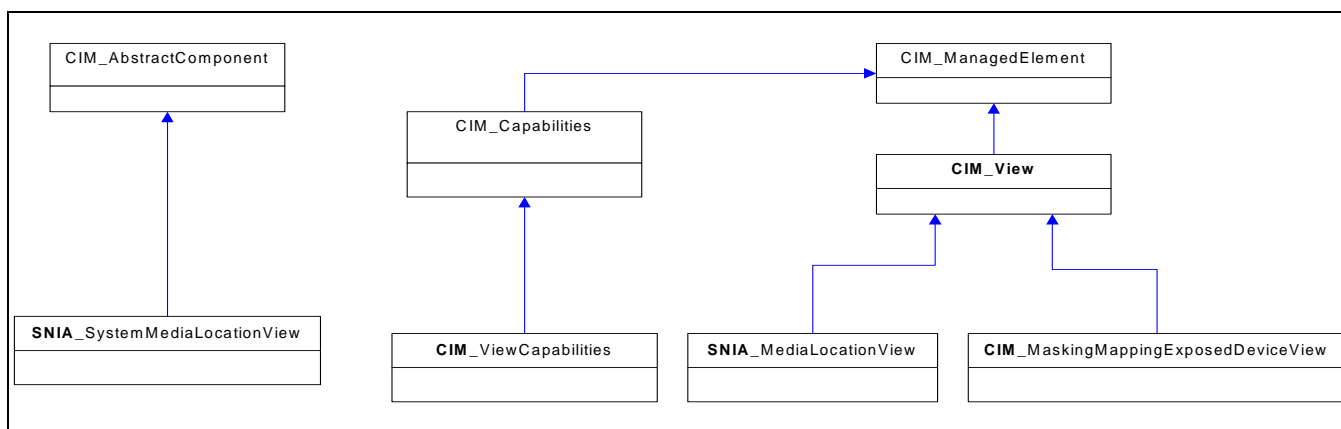 CIM_AbstractComponent
CIM_ManagedElement
CIM_Capabilities
CIM_View
SNIA_SystemMediaLocationView
CIM_ViewCapabilities
SNIA_MediaLocationView
CIM_MaskingMappingExposedDeviceView